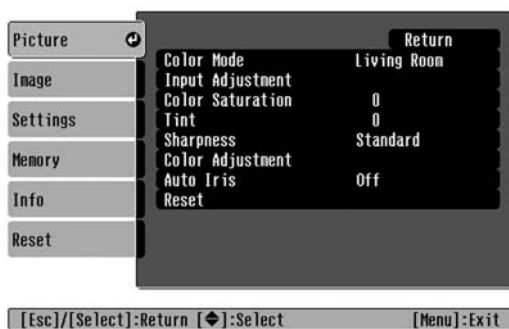 Picture
Image
Settings
Memory
Info
Reset
Return
Color Mode Living Room
Input Adjustment
Color Saturation 0
Tint 0
Sharpness Standard
Color Adjustment
Auto Iris Off
Reset
[Esc]/[Select]:Return [◆]:Select [Menu]:Exit